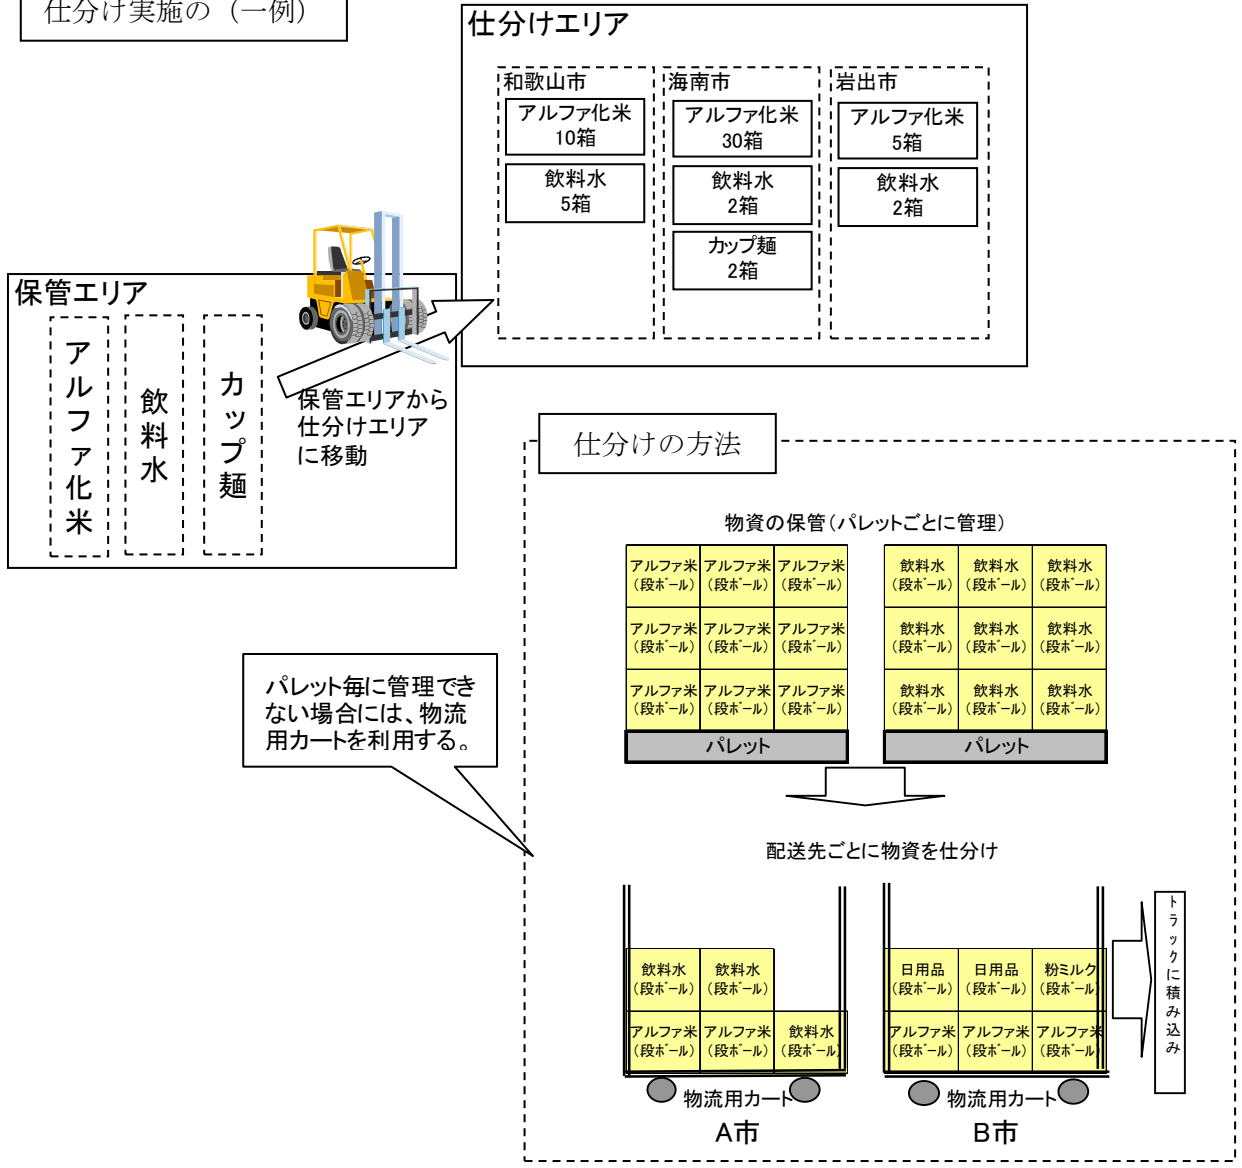 仕分け実施の（一例）
仕分けエリア
和歌山市
アルファ化米
10箱
飲料水
5箱
海南市
アルファ化米
30箱
飲料水
2箱
カップ麺
2箱
岩出市
アルファ化米
5箱
飲料水
2箱
保管エリア
アルファ化米
飲料水
カップ麺
保管エリアから
仕分けエリア
に移動
仕分けの方法
物資の保管（パレットごとに管理）
アルファ米 アルファ米 アルファ米
（段ボール） （段ボール） （段ボール）
アルファ米 アルファ米 アルファ米
（段ボール） （段ボール） （段ボール）
アルファ米 アルファ米 アルファ米
（段ボール） （段ボール） （段ボール）
パレット
飲料水 飲料水 飲料水
（段ボール） （段ボール） （段ボール）
飲料水 飲料水 飲料水
（段ボール） （段ボール） （段ボール）
飲料水 飲料水 飲料水
（段ボール） （段ボール） （段ボール）
パレット
パレット毎に管理でき
ない場合には、物流
用カートを利用する。
配送先ごとに物資を仕分け
飲料水 飲料水
（段ボール） （段ボール）
アルファ米 アルファ米 飲料水
（段ボール） （段ボール） （段ボール）
物流用カート
A市
日用品 日用品 粉ミルク
（段ボール） （段ボール） （段ボール）
アルファ米 アルファ米 アルファ米
（段ボール） （段ボール） （段ボール）
物流用カート
B市
トラックに積み込み